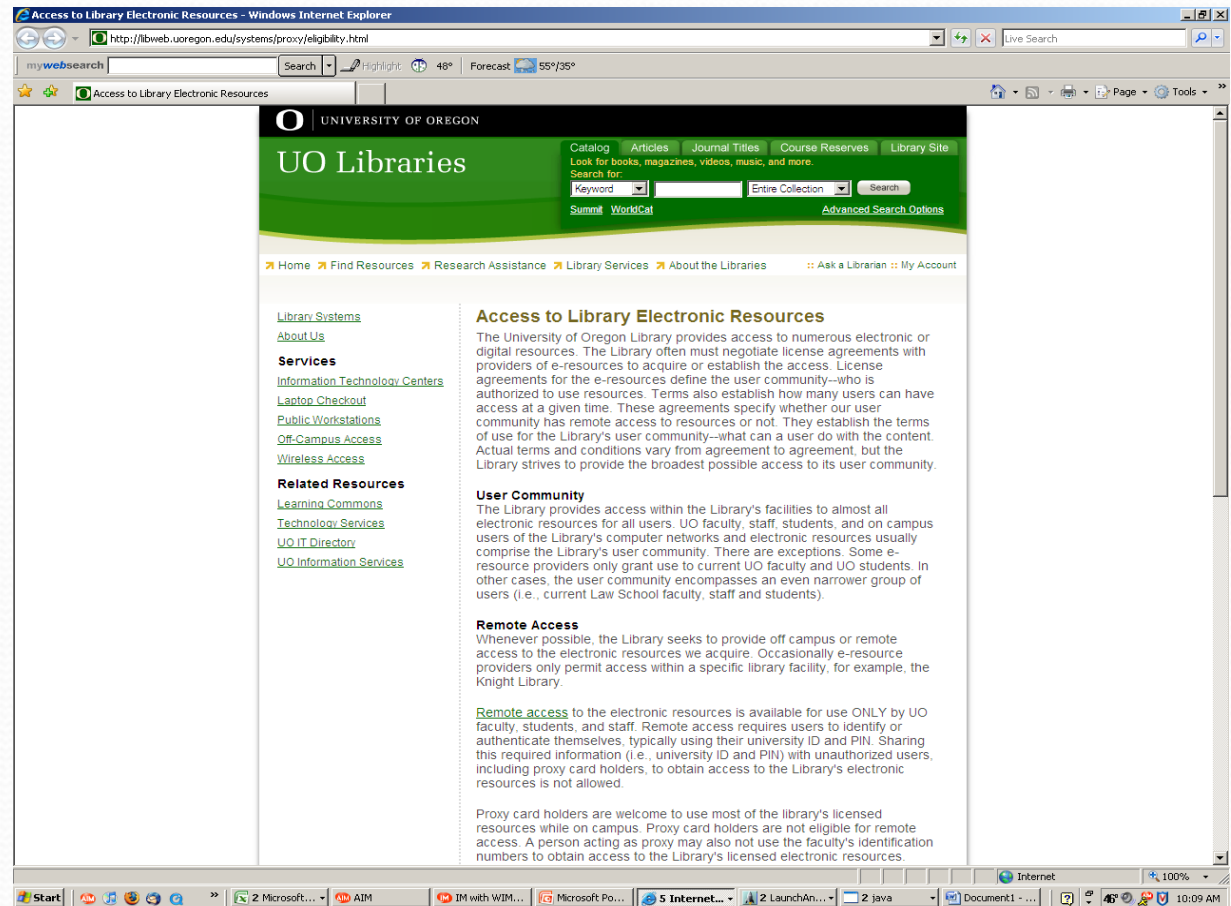 Access to Library Electronic Resources - Windows Internet Explorer
http://libweb.uoregon.edu/systems/proxy/eligibility.html
Live Search
mywebsearch
Search
Highlight
48°
Forecast
55°/35°
Access to Library Electronic Resources
Page
Tools
O UNIVERSITY OF OREGON
UO Libraries
Catalog Articles Journal Titles Course Reserves Library Site
Look for books, magazines, videos, music, and more.
Search for:
Keyword Entire Collection Search
Summit WorldCat Advanced Search Options
Home Find Resources Research Assistance Library Services About the Libraries :: Ask a Librarian :: My Account
Library Systems
About Us
Services
Information Technology Centers
Laptop Checkout
Public Workstations
Off-Campus Access
Wireless Access
Related Resources
Learning Commons
Technology Services
UO IT Directory
UO Information Services
Access to Library Electronic Resources
The University of Oregon Library provides access to numerous electronic or
digital resources. The Library often must negotiate license agreements with
providers of e-resources to acquire or establish the access. License
agreements for the e-resources define the user community--who is
authorized to use resources. Terms also establish how many users can have
access at a given time. These agreements specify whether our user
community has remote access to resources or not. They establish the terms
of use for the Library's user community--what can a user do with the content.
Actual terms and conditions vary from agreement to agreement, but the
Library strives to provide the broadest possible access to its user community.
User Community
The Library provides access within the Library's facilities to almost all
electronic resources for all users. UO faculty, staff, students, and on campus
users of the Library's computer networks and electronic resources usually
comprise the Library's user community. There are exceptions. Some e-
resource providers only grant use to current UO faculty and UO students. In
other cases, the user community encompasses an even narrower group of
users (i.e., current Law School faculty, staff and students).
Remote Access
Whenever possible, the Library seeks to provide off campus or remote
access to the electronic resources we acquire. Occasionally e-resource
providers only permit access within a specific library facility, for example, the
Knight Library.
Remote access to the electronic resources is available for use ONLY by UO
faculty, students, and staff. Remote access requires users to identify or
authenticate themselves, typically using their university ID and PIN. Sharing
this required information (i.e., university ID and PIN) with unauthorized users,
including proxy card holders, to obtain access to the Library's electronic
resources is not allowed.
Proxy card holders are welcome to use most of the library's licensed
resources while on campus. Proxy card holders are not eligible for remote
access. A person acting as proxy may also not use the faculty's identification
numbers to obtain access to the Library's licensed electronic resources.
Internet 100%
Start » 2 Microsoft... AIM IM with WIM... Microsoft Po... 5 Internet... 2 LaunchAn... 2 java Document1 - ... 46° 10:09 AM